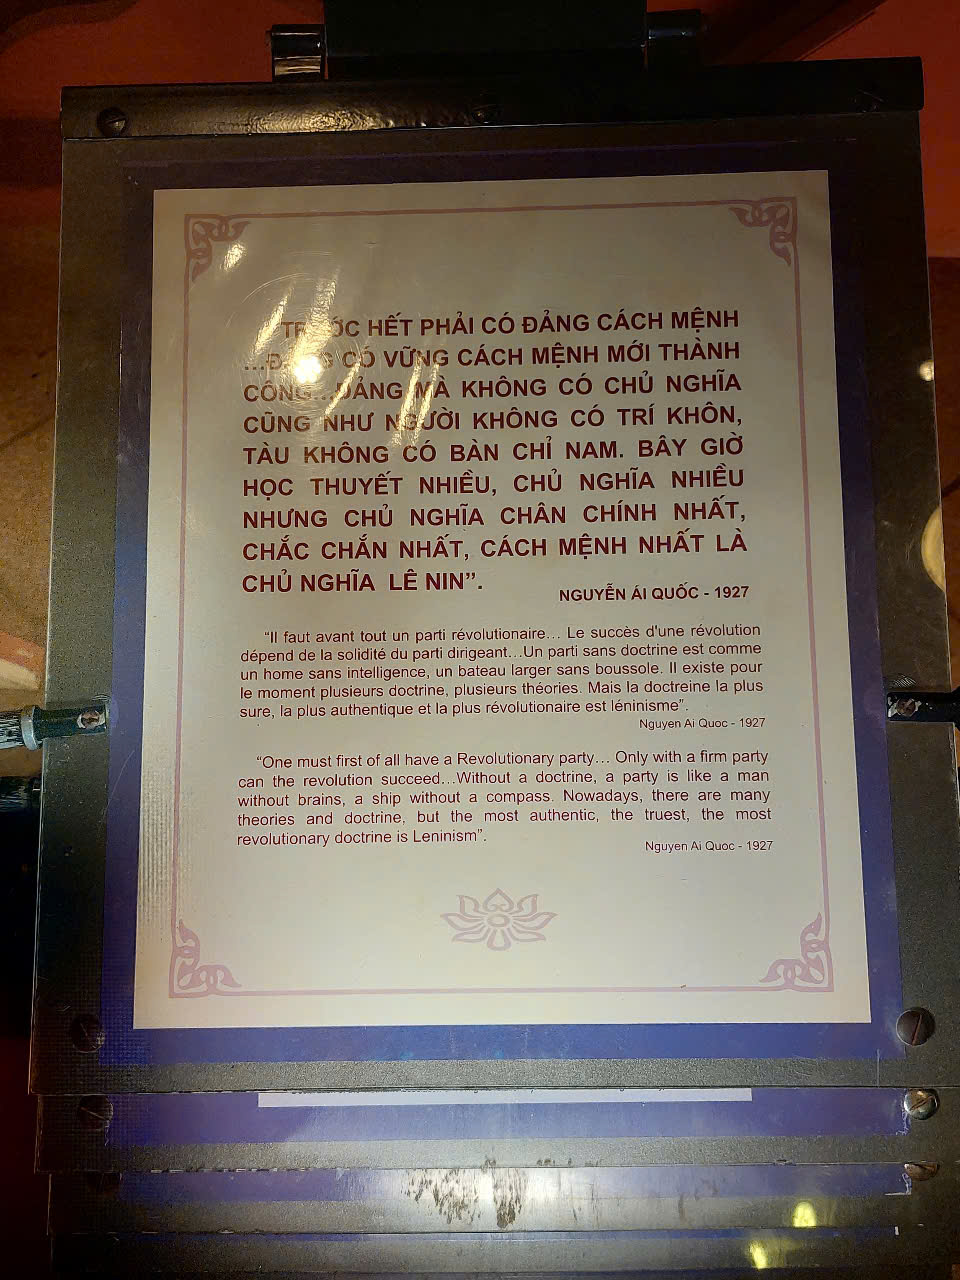 "TRƯỚC HẾT PHẢI CÓ ĐẢNG CÁCH MỆNH
...ĐẢNG CÓ VỮNG CÁCH MỆNH MỚI THÀNH
CÔNG...ĐẢNG MÀ KHÔNG CÓ CHỦ NGHĨA
CŨNG NHƯ NGƯỜI KHÔNG CÓ TRÍ KHÔN,
TÀU KHÔNG CÓ BÀN CHỈ NAM. BÂY GIỜ
HỌC THUYẾT NHIỀU, CHỦ NGHĨA NHIỀU
NHƯNG CHỦ NGHĨA CHÂN CHÍNH NHẤT,
CHẮC CHẮN NHẤT, CÁCH MỆNH NHẤT LÀ
CHỦ NGHĨA LÊ NIN".
NGUYỄN ÁI QUỐC - 1927
"Il faut avant tout un parti révolutionaire... Le succès d'une révolution
dépend de la solidité du parti dirigeant...Un parti sans doctrine est comme
un home sans intelligence, un bateau larger sans boussole. Il existe pour
le moment plusieurs doctrine, plusieurs théories. Mais la doctreine la plus
sure, la plus authentique et la plus révolutionaire est léninisme".
Nguyen Ai Quoc - 1927
"One must first of all have a Revolutionary party... Only with a firm party
can the revolution succeed...Without a doctrine, a party is like a man
without brains, a ship without a compass. Nowadays, there are many
theories and doctrine, but the most authentic, the truest, the most
revolutionary doctrine is Leninism".
Nguyen Ai Quoc - 1927